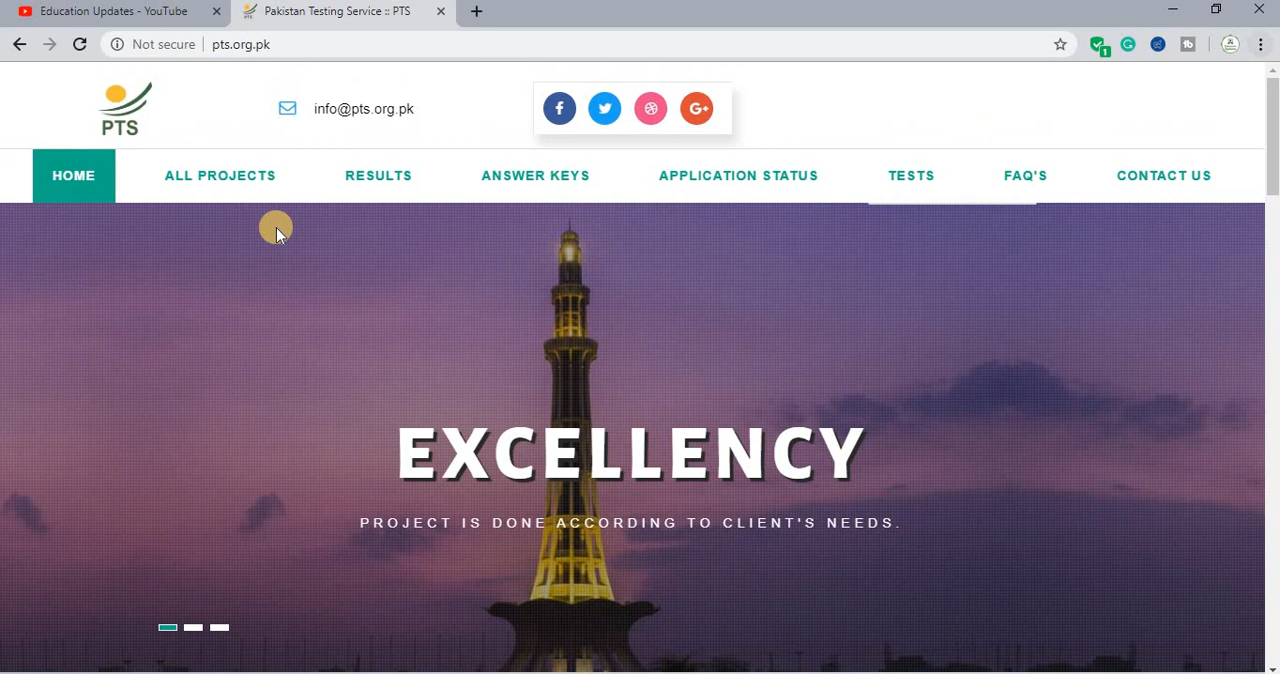 Education Updates - YouTube
Pakistan Testing Service :: PTS
Not secure
pts.org.pk
1
PTS
info@pts.org.pk
HOME
ALL PROJECTS
RESULTS
ANSWER KEYS
APPLICATION STATUS
TESTS
FAQ'S
CONTACT US
EXCELLENCY
PROJECT IS DONE ACCORDING TO CLIENT'S NEEDS.